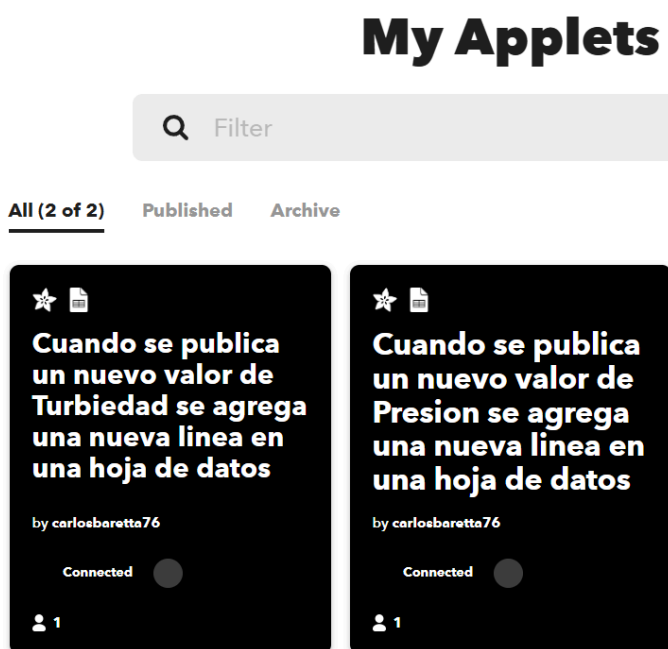 My Applets
Filter
All (2 of 2) Published Archive
Cuando se publica
un nuevo valor de
Turbiedad se agrega
una nueva linea en
una hoja de datos
by carlosbaretta76
Connected
1
Cuando se publica
un nuevo valor de
Presion se agrega
una nueva linea en
una hoja de datos
by carlosbaretta76
Connected
1